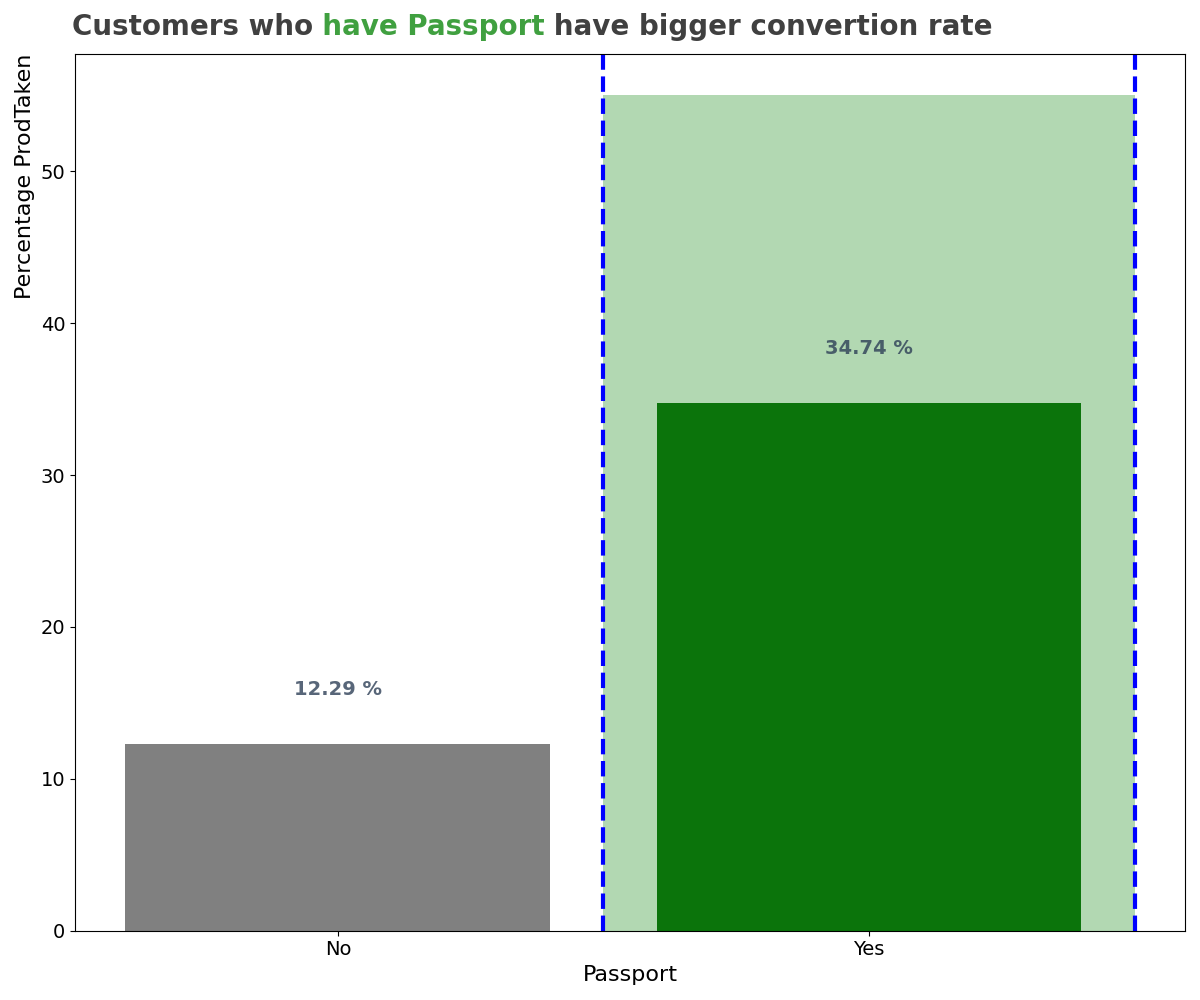 Customers who have Passport have bigger convertion rate
Percentage ProdTaken
50
40
30
20
10
0
34.74 %
12.29 %
No
Yes
Passport